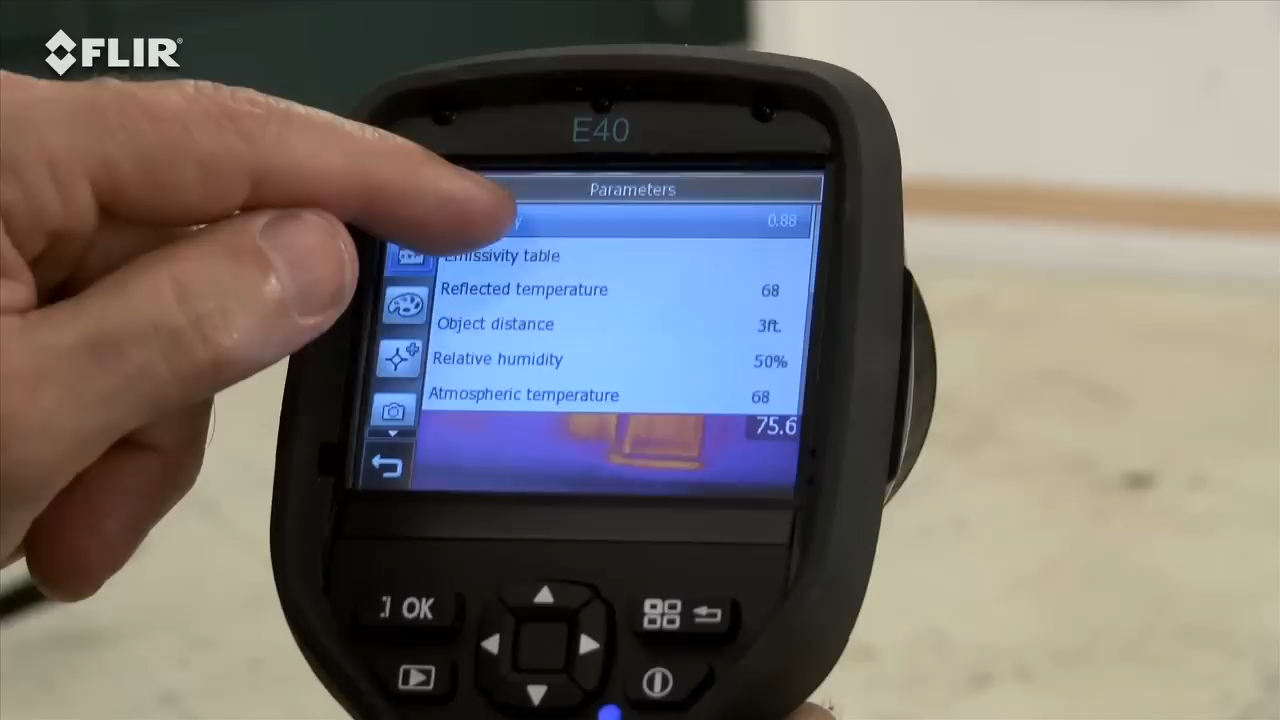 FLIR
E40
Parameters
0.88
Emissivity table
Reflected temperature 68
Object distance 3ft.
Relative humidity 50%
Atmospheric temperature 68
75.6
OK